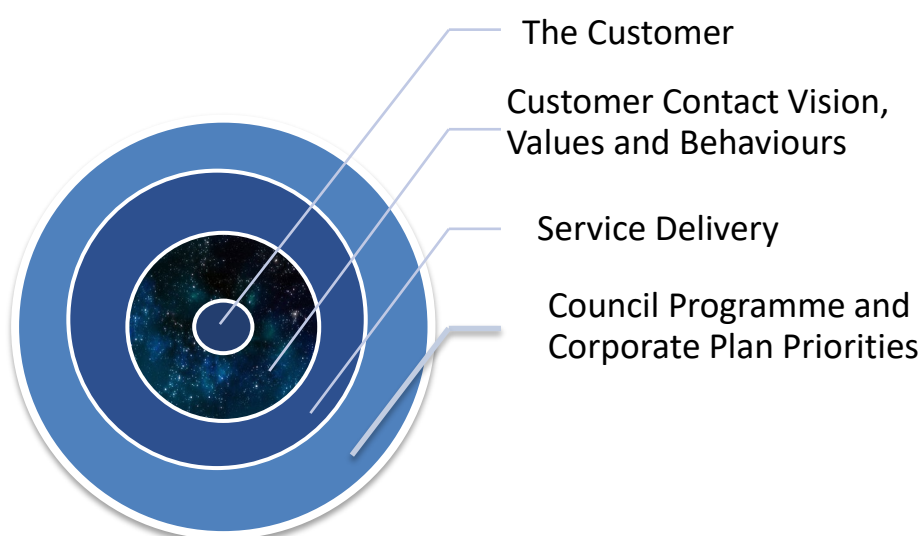 The Customer
Customer Contact Vision,
Values and Behaviours
Service Delivery
Council Programme and
Corporate Plan Priorities